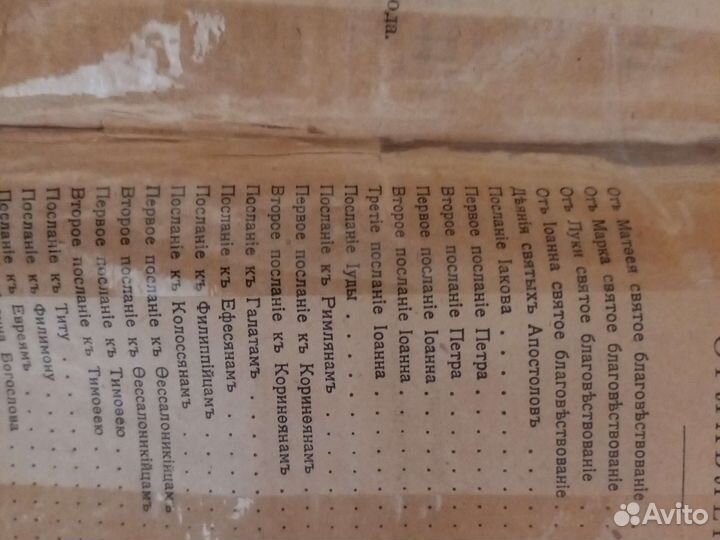 ода.
Отъ Матѳея святое благовѣствованіе
Отъ Марка святое благовѣствованіе
Отъ Луки святое благовѣствованіе
Отъ Іоанна святое благовѣствованіе
Дѣянія святыхъ Апостоловъ . . .
Посланіе Іакова . . . . . .
Первое посланіе Петра . . . .
Второе посланіе Петра . . . .
Первое посланіе Іоанна . . . .
Второе посланіе Іоанна . . . .
Третіе посланіе Іоанна . . . .
Посланіе Іуды . . . . . . .
Посланіе къ Римлянамъ . . . .
Первое посланіе къ Коринѳянамъ . .
Второе посланіе къ Коринѳянамъ . .
Посланіе къ Галатамъ . . . . .
Посланіе къ Ефесянамъ . . . . .
Посланіе къ Филиппійцамъ . . . .
Посланіе къ Колоссянамъ . . . .
Первое посланіе къ Ѳессалоникійцамъ
Второе посланіе къ Ѳессалоникійцамъ
Первое посланіе къ Тимоѳею . . .
Второе посланіе къ Тимоѳею . . .
Посланіе къ Титу . . . . . .
Посланіе къ Филимону . . . . .
Посланіе къ Евреямъ . . . . .
Богослова
Avito